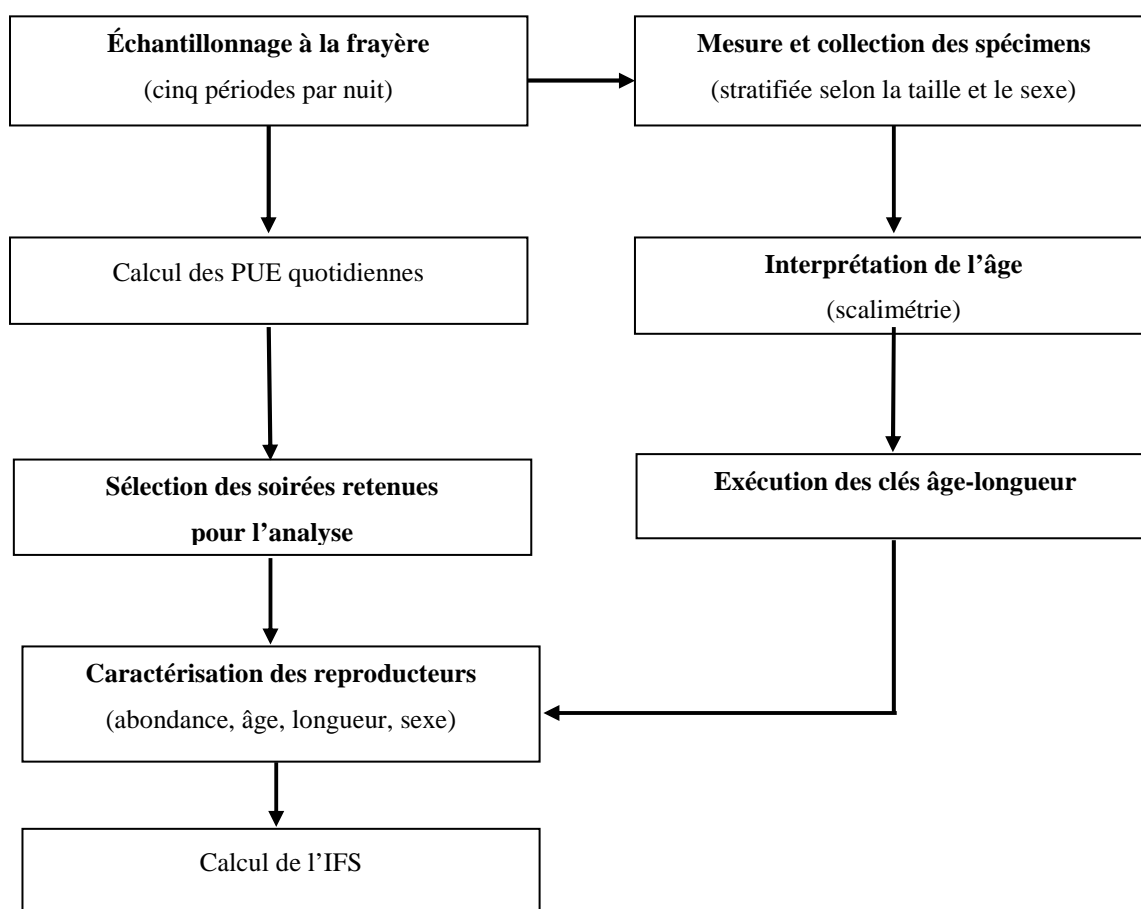 Échantillonnage à la frayère
(cinq périodes par nuit)
Mesure et collection des spécimens
(stratifiée selon la taille et le sexe)
Calcul des PUE quotidiennes
Interprétation de l’âge
(scalimétrie)
Sélection des soirées retenues
pour l’analyse
Exécution des clés âge-longueur
Caractérisation des reproducteurs
(abondance, âge, longueur, sexe)
Calcul de l’IFS